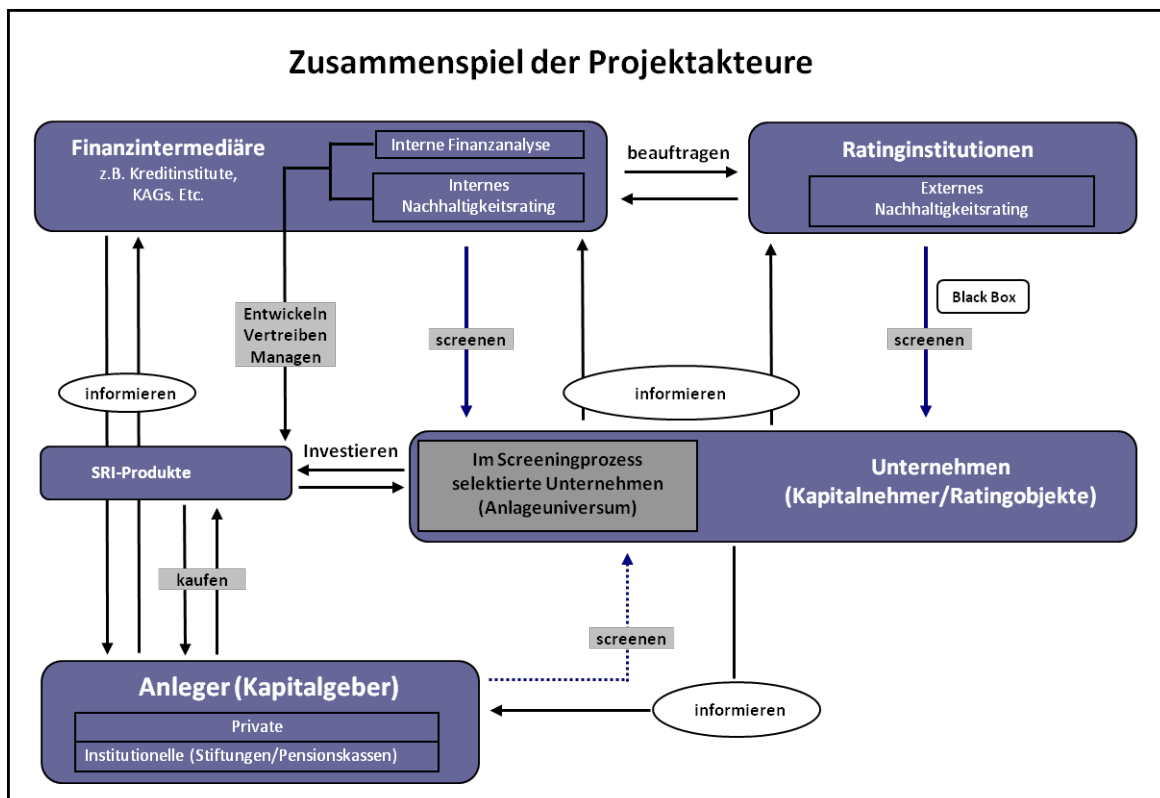 Zusammenspiel der Projektakteure
Finanzintermediäre
z.B. Kreditinstitute,
KAGs. Etc.
Interne Finanzanalyse
Internes
Nachhaltigkeitsrating
beauftragen
Ratinginstitutionen
Externes
Nachhaltigkeitsrating
Entwickeln
Vertreiben
Managen
screenen
Black Box
screenen
informieren
informieren
SRI-Produkte
Investieren
Im Screeningprozess
selektierte Unternehmen
(Anlageuniversum)
Unternehmen
(Kapitalnehmer/Ratingobjekte)
kaufen
screenen
Anleger (Kapitalgeber)
Private
Institutionelle (Stiftungen/Pensionskassen)
informieren